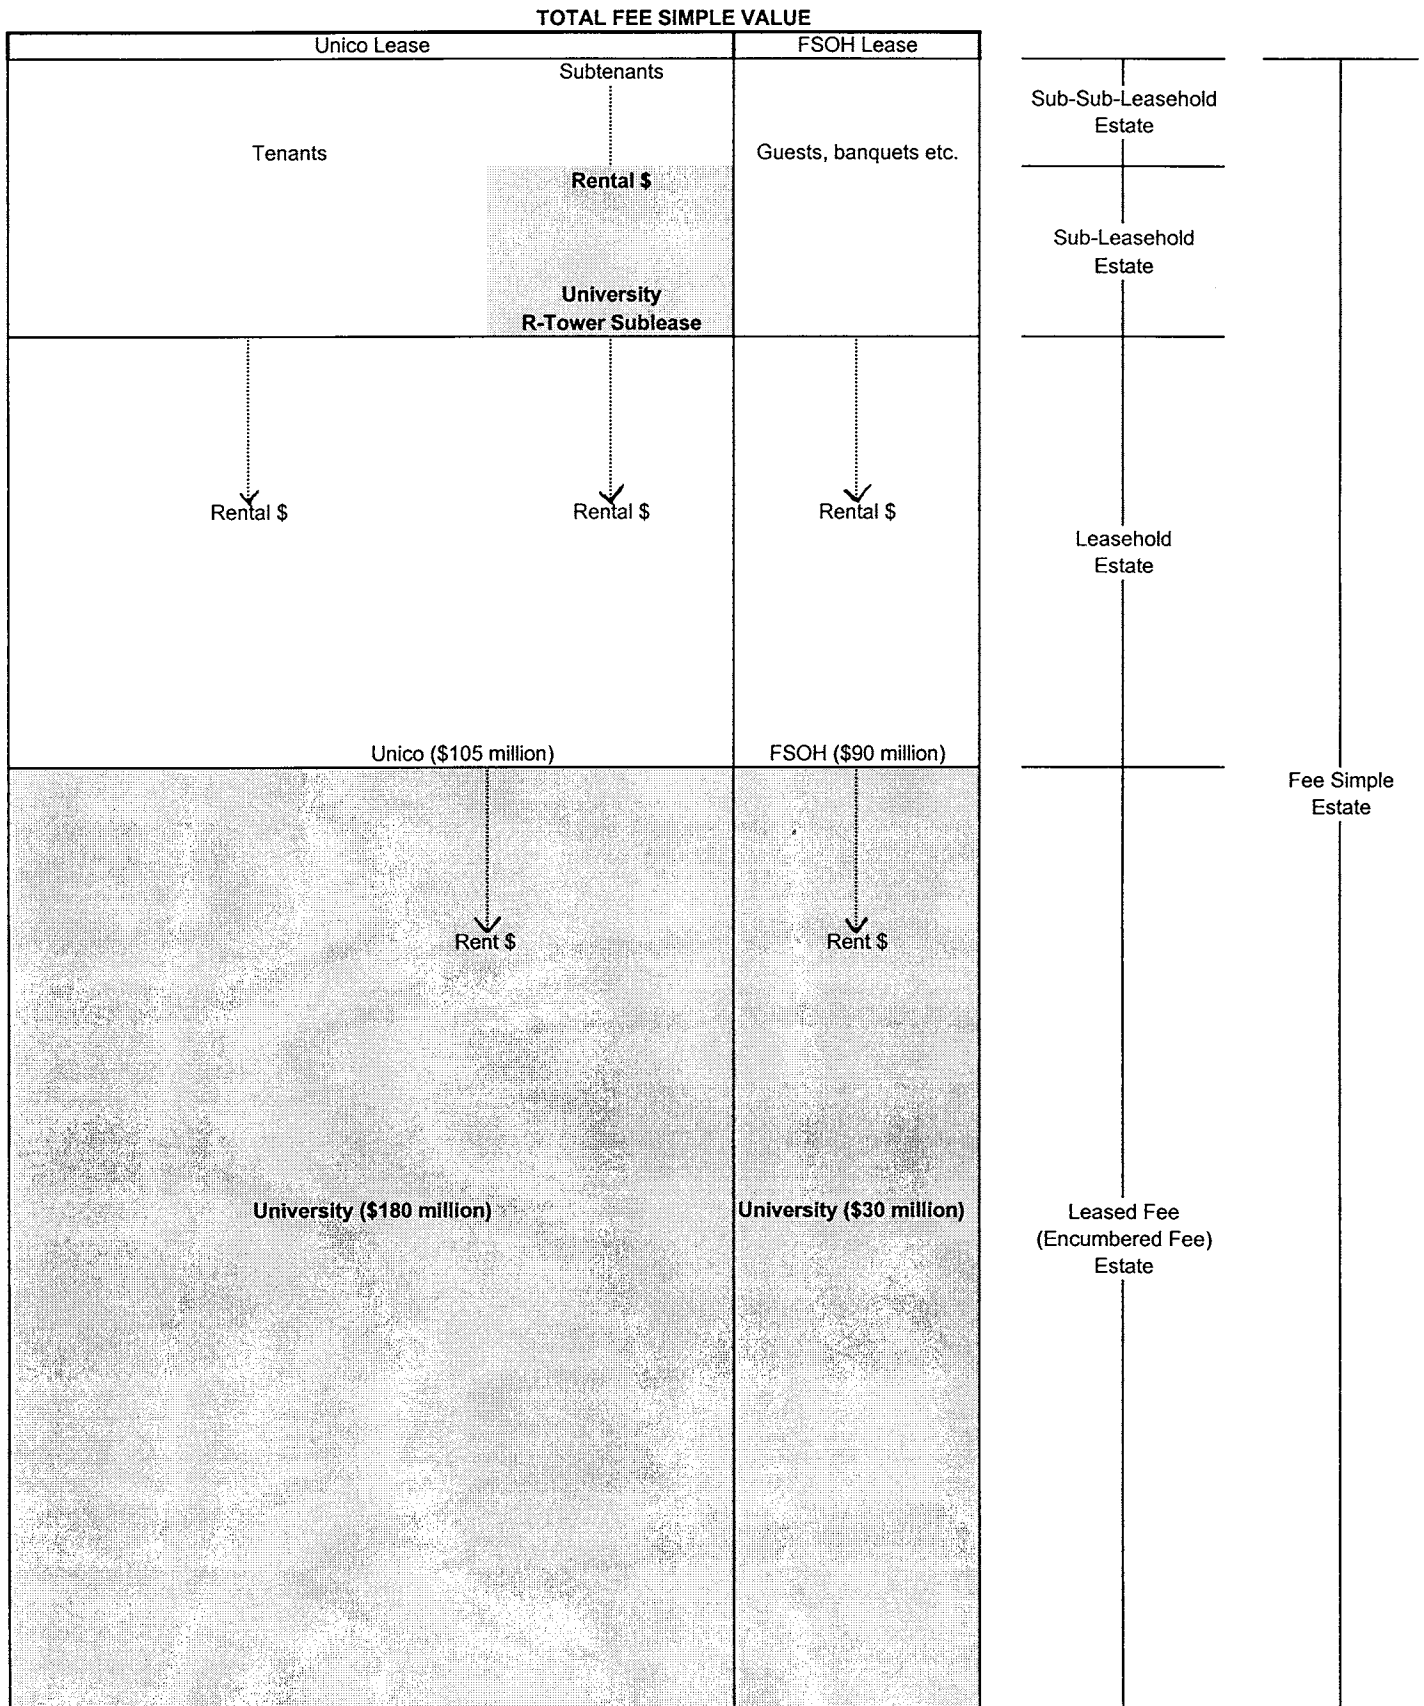 TOTAL FEE SIMPLE VALUE
Unico Lease
FSOH Lease
Subtenants
Tenants
Guests, banquets etc.
Rental $
University
R-Tower Sublease
Sub-Sub-Leasehold
Estate
Sub-Leasehold
Estate
Rental $
Rental $
Rental $
Leasehold
Estate
Unico ($105 million)
FSOH ($90 million)
Fee Simple
Estate
Rent $
Rent $
University ($180 million)
University ($30 million)
Leased Fee
(Encumbered Fee)
Estate